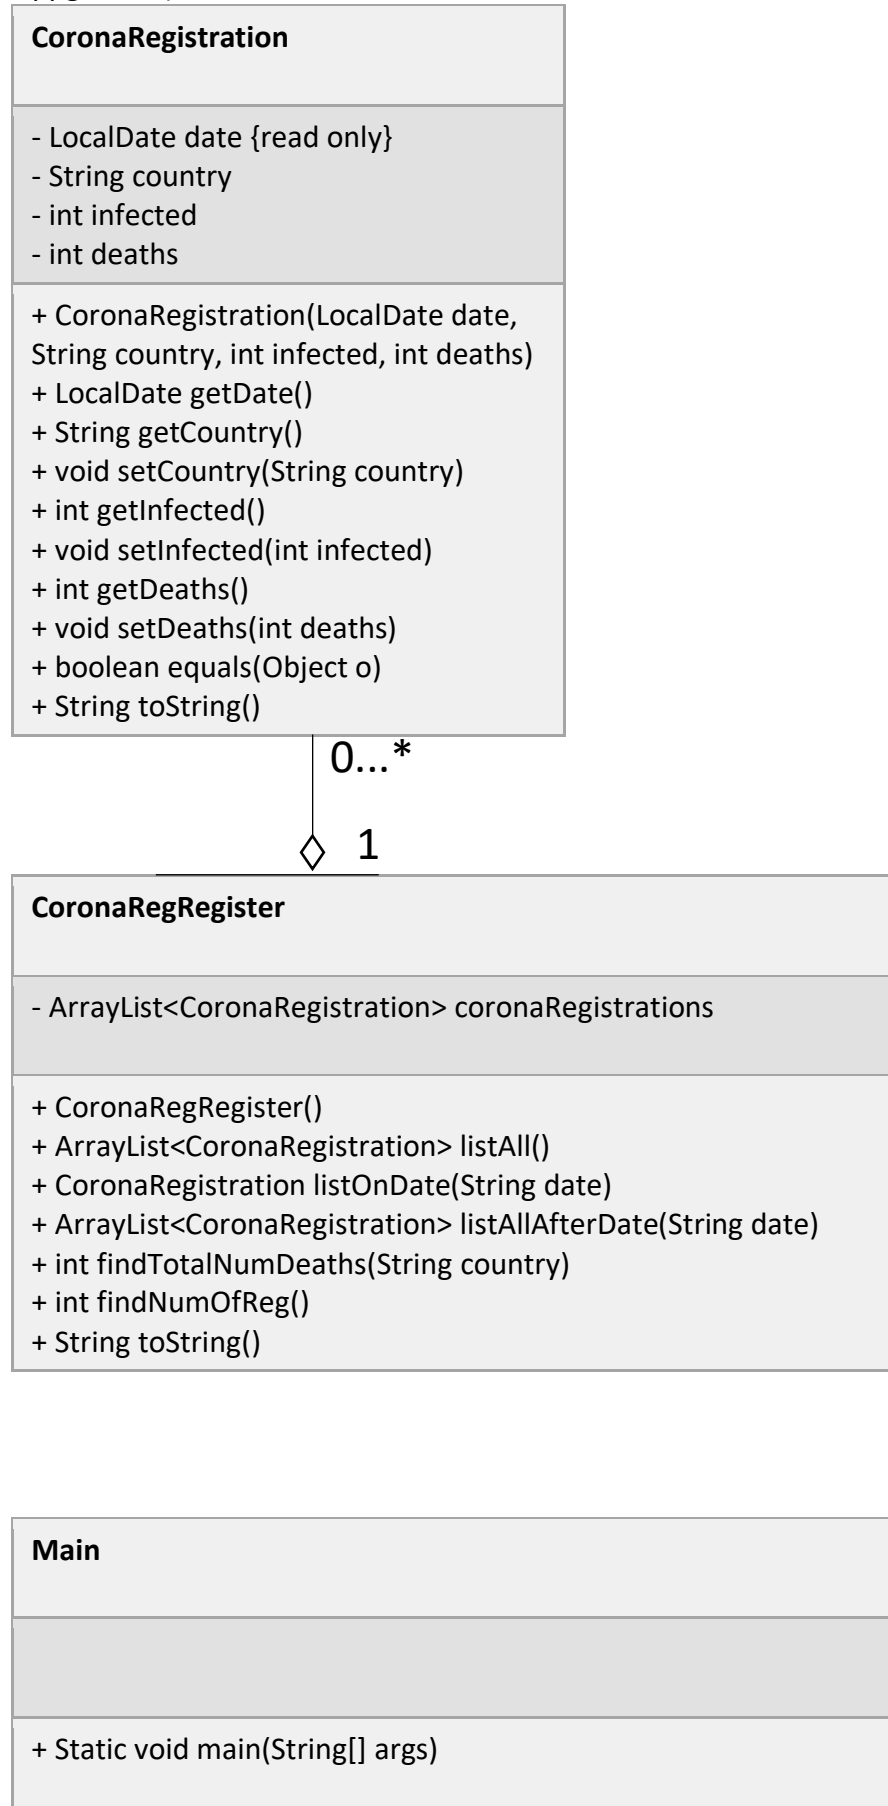 CoronaRegistration
- LocalDate date {read only}
- String country
- int infected
- int deaths
+ CoronaRegistration(LocalDate date,
String country, int infected, int deaths)
+ LocalDate getDate()
+ String getCountry()
+ void setCountry(String country)
+ int getInfected()
+ void setInfected(int infected)
+ int getDeaths()
+ void setDeaths(int deaths)
+ boolean equals(Object o)
+ String toString()
0...*
1
CoronaRegRegister
- ArrayList<CoronaRegistration> coronaRegistrations
+ CoronaRegRegister()
+ ArrayList<CoronaRegistration> listAll()
+ CoronaRegistration listOnDate(String date)
+ ArrayList<CoronaRegistration> listAllAfterDate(String date)
+ int findTotalNumDeaths(String country)
+ int findNumOfReg()
+ String toString()
Main
+ Static void main(String[] args)